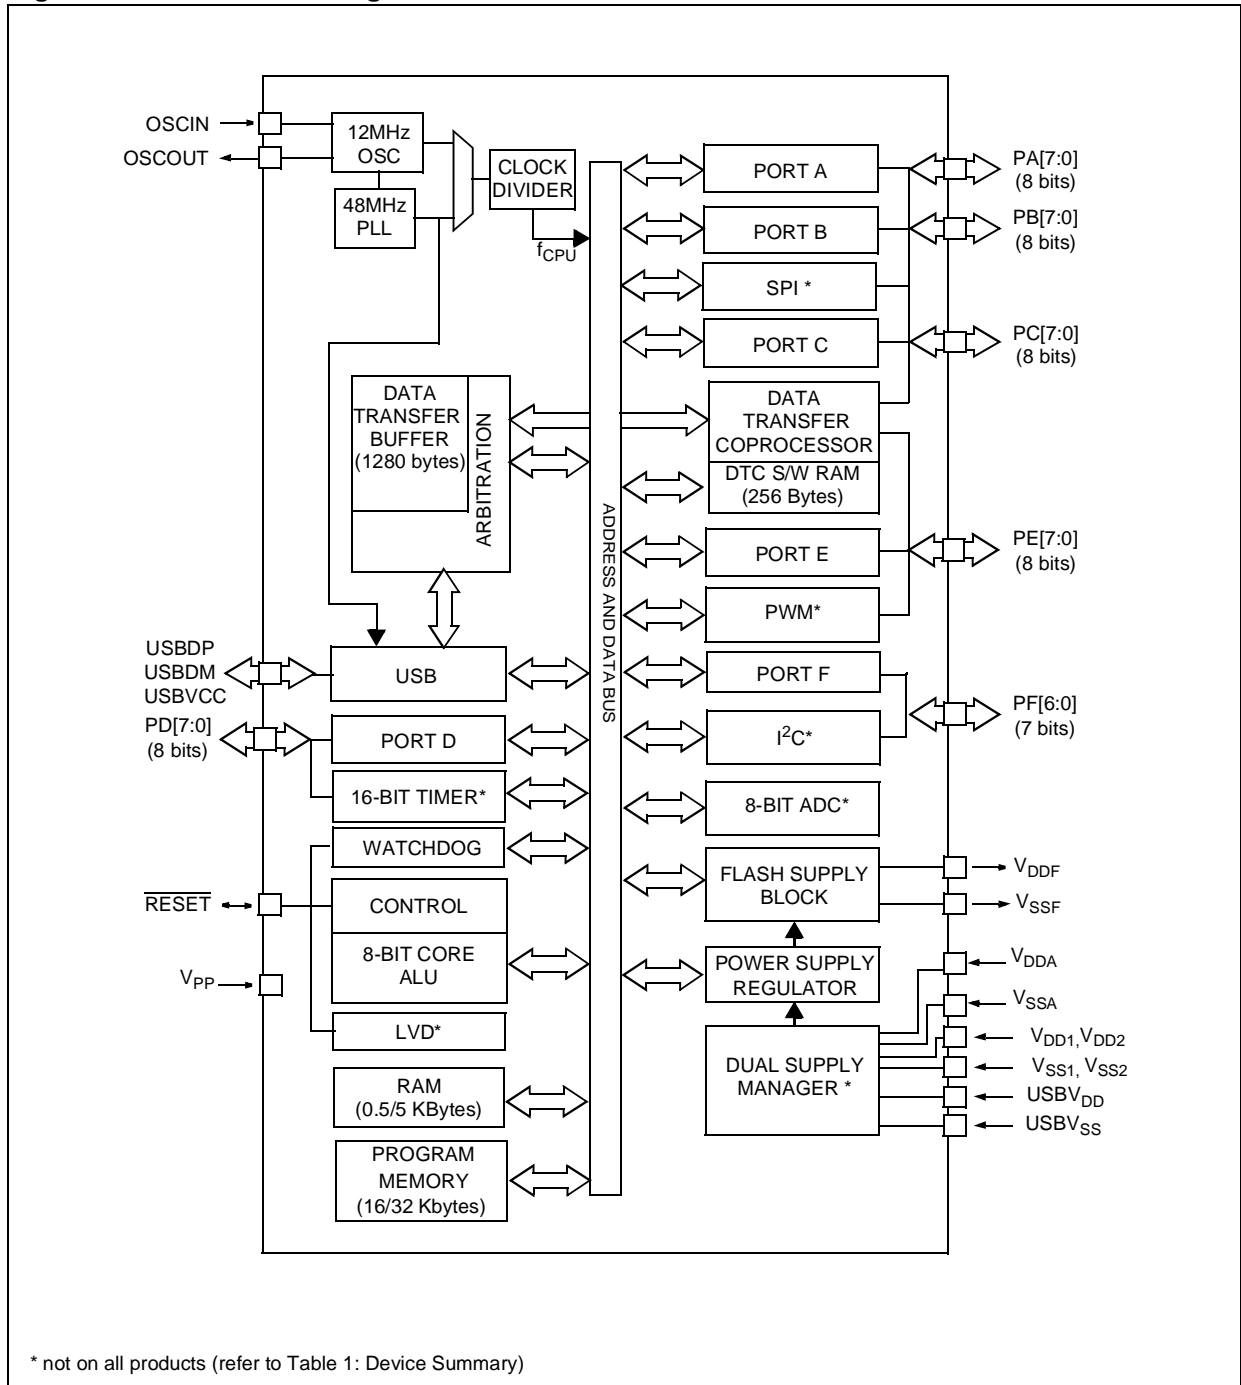 OSCIN
OSCOUT
12MHz
OSC
48MHz
PLL
CLOCK
DIVIDER
fCPU
DATA
TRANSFER
BUFFER
(1280 bytes)
ARBITRATION
USBDP
USBDM
USBVCC
USB
PD[7:0]
(8 bits)
PORT D
16-BIT TIMER*
WATCHDOG
RESET
CONTROL
8-BIT CORE
ALU
VPP
LVD*
RAM
(0.5/5 KBytes)
PROGRAM
MEMORY
(16/32 Kbytes)
ADDRESS AND DATA BUS
PORT A
PA[7:0]
(8 bits)
PORT B
PB[7:0]
(8 bits)
SPI *
PORT C
PC[7:0]
(8 bits)
DATA
TRANSFER
COPROCESSOR
DTC S/W RAM
(256 Bytes)
PORT E
PE[7:0]
(8 bits)
PWM*
PORT F
PF[6:0]
(7 bits)
I²C*
8-BIT ADC*
FLASH SUPPLY
BLOCK
VDDF
VSSF
POWER SUPPLY
REGULATOR
VDDA
VSSA
DUAL SUPPLY
MANAGER *
VDD1,VDD2
VSS1, VSS2
USBVDD
USBVSS
* not on all products (refer to Table 1: Device Summary)